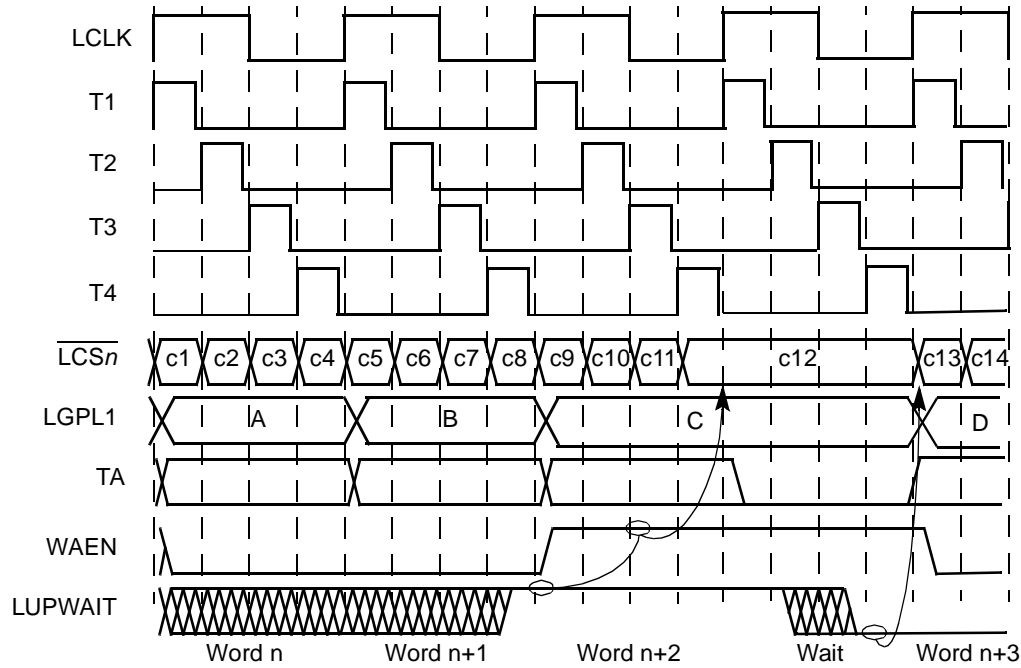 LCLK
T1
T2
T3
T4
LCSn c1 c2 c3 c4 c5 c6 c7 c8 c9 c10 c11 c12 c13 c14
LGPL1 A B C D
TA
WAEN
LUPWAIT
Word n Word n+1 Word n+2 Wait Word n+3